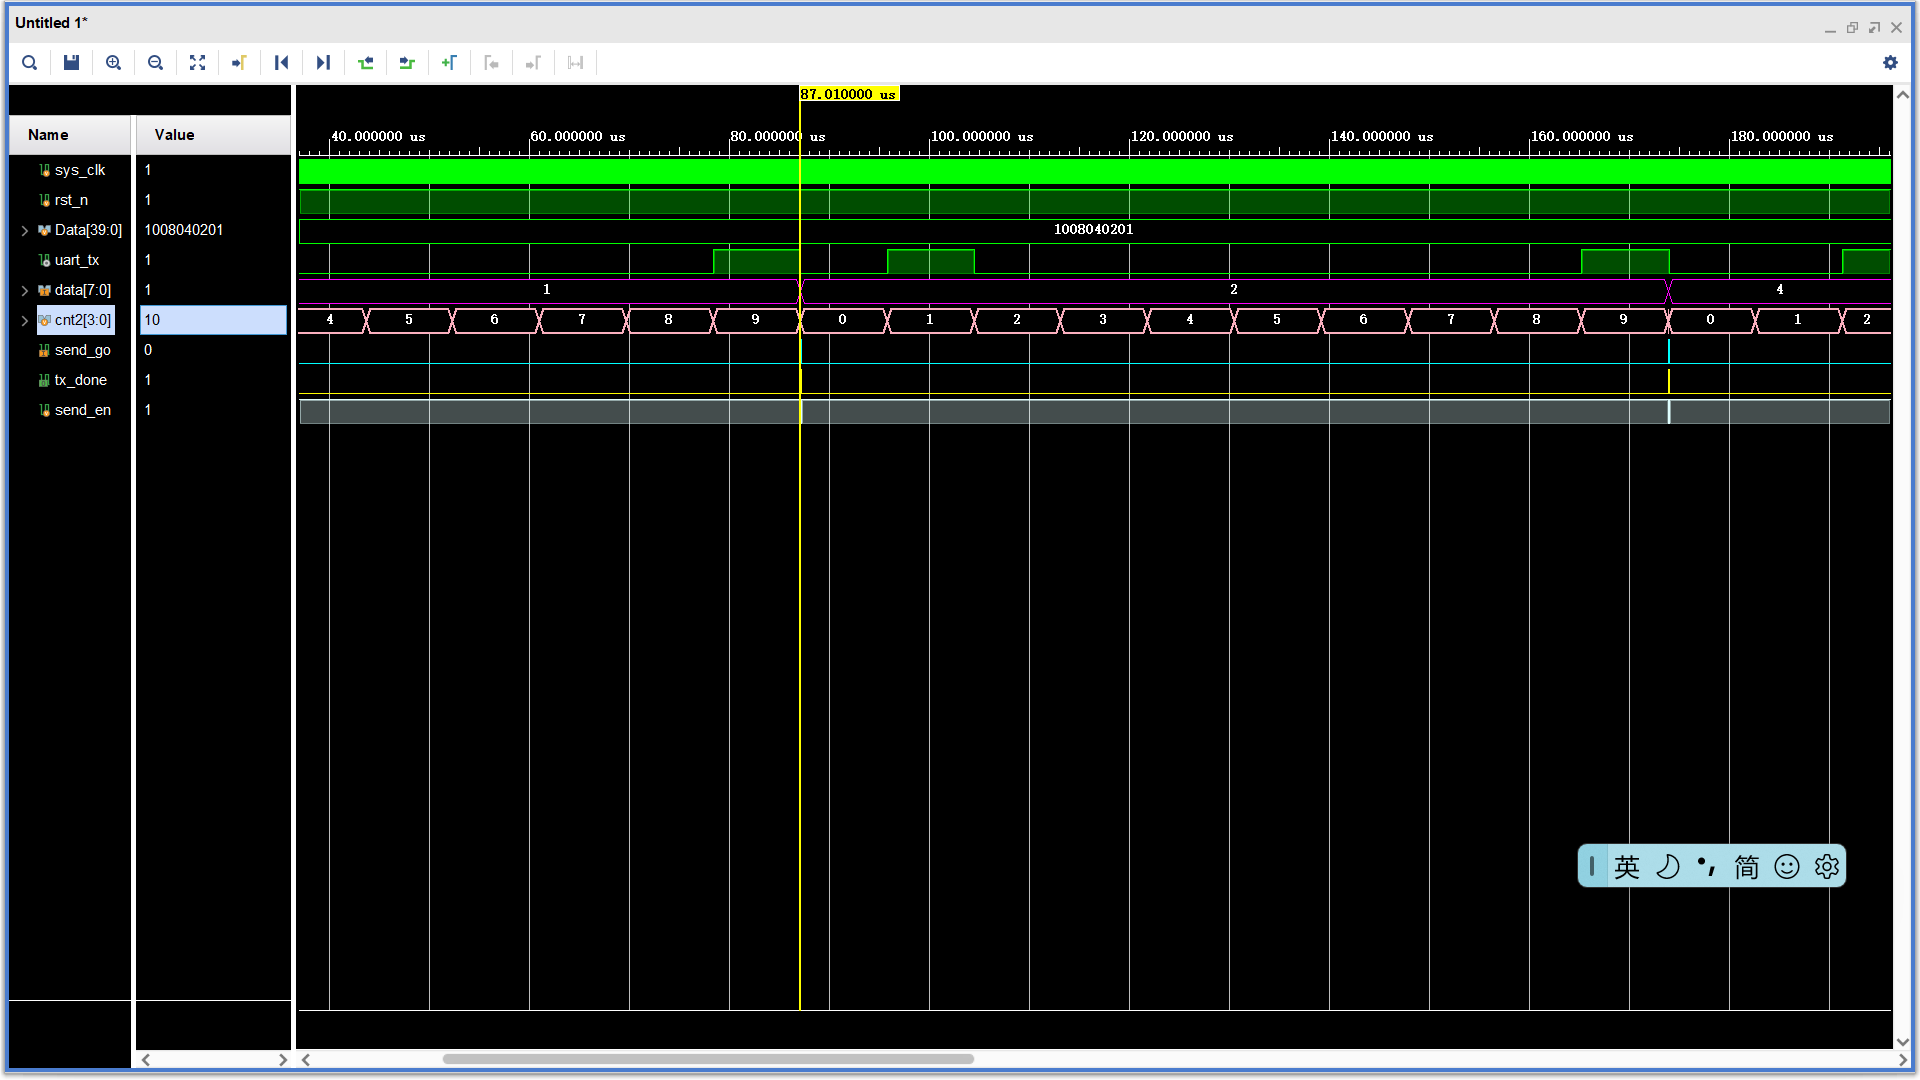 Untitled 1*
87.010000 us
Name
Value
40.000000 us
60.000000 us
80.000000 us
100.000000 us
120.000000 us
140.000000 us
160.000000 us
180.000000 us
sys_clk 1
rst_n 1
Data[39:0] 1008040201 1008040201
uart_tx 1
data[7:0] 1 1 2 4
cnt2[3:0] 10 4 5 6 7 8 9 0 1 2 3 4 5 6 7 8 9 0 1 2
send_go 0
tx_done 1
send_en 1
英 简